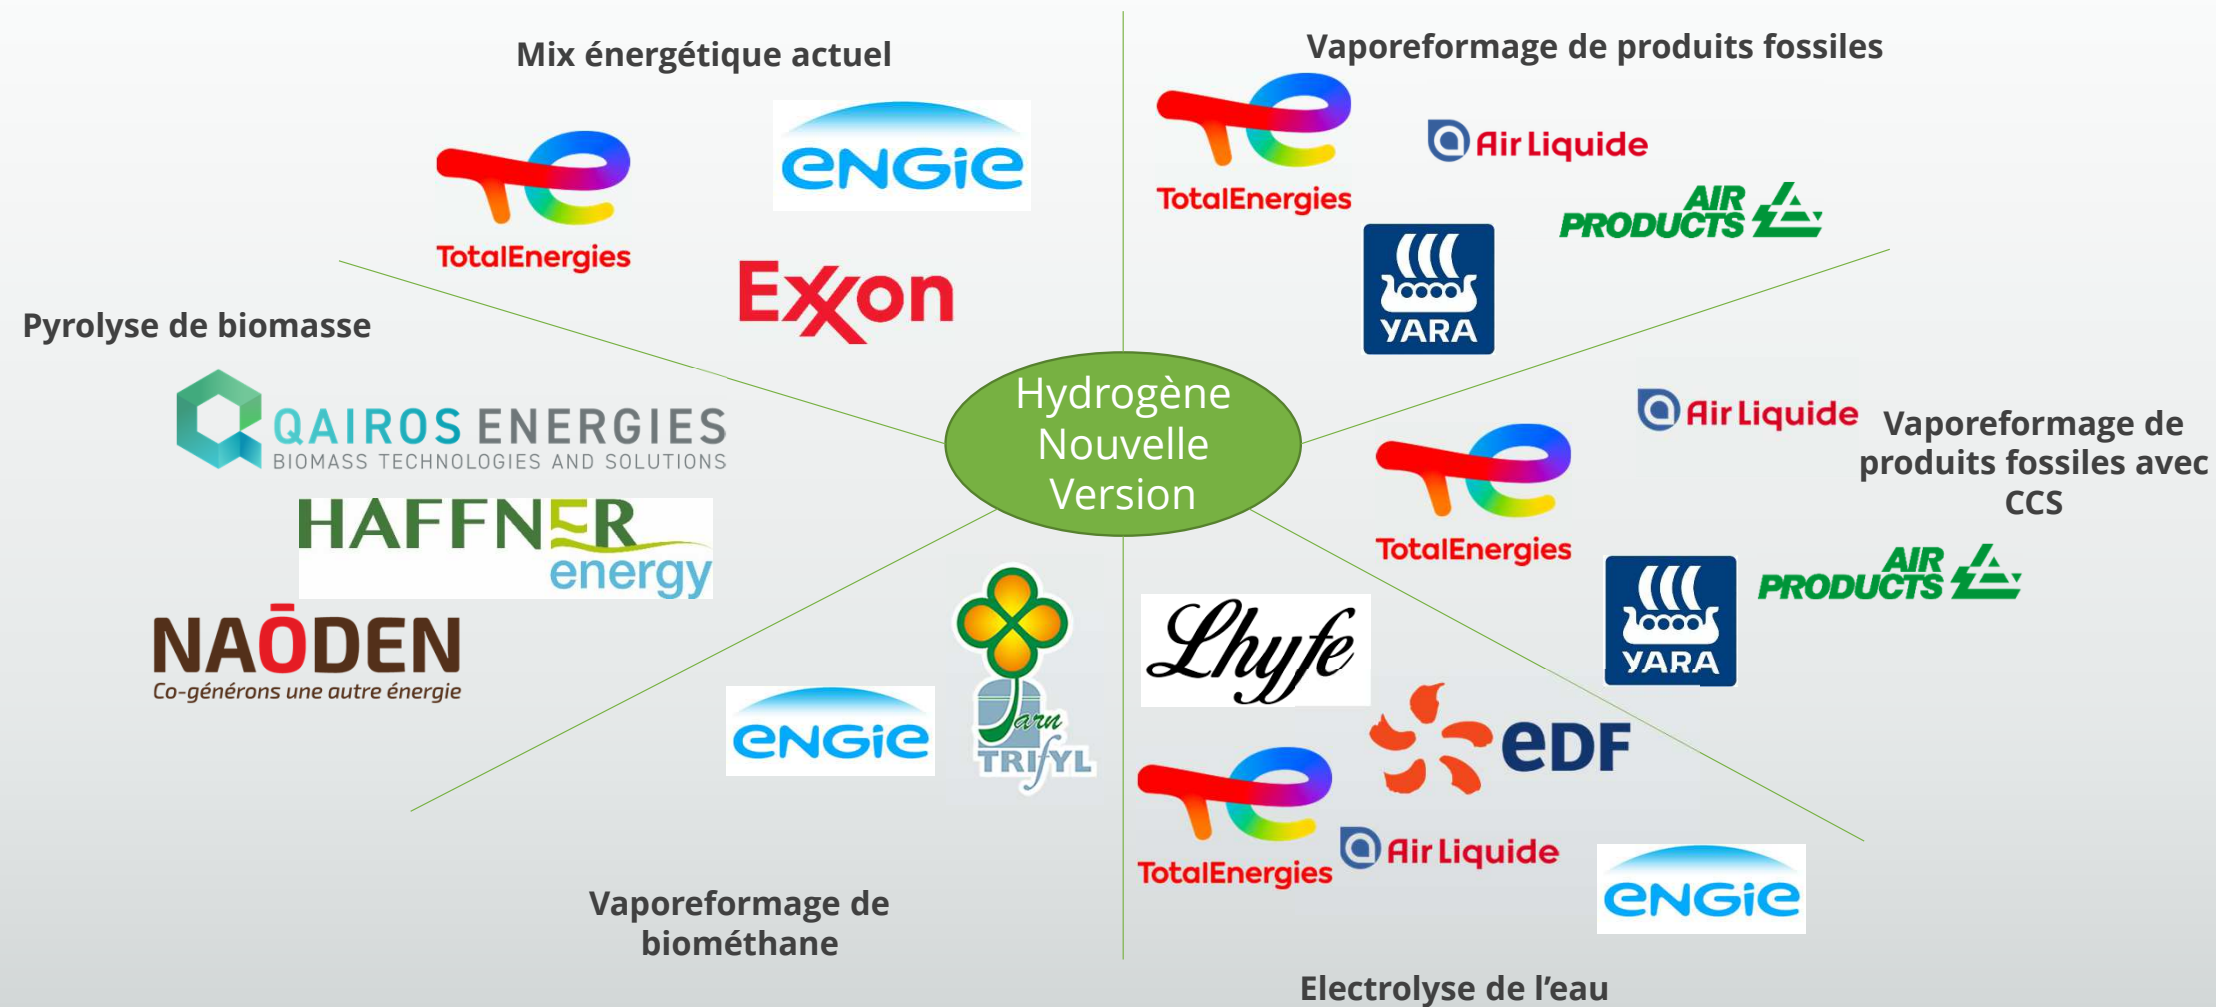 Mix énergétique actuel
TotalEnergies
ENGIE
Exxon
Vaporeformage de produits fossiles
TotalEnergies
Air Liquide
AIR
PRODUCTS
YARA
Pyrolyse de biomasse
QAIROS ENERGIES
BIOMASS TECHNOLOGIES AND SOLUTIONS
HAFFNER
energy
NAŌDEN
Co-générons une autre énergie
Hydrogène
Nouvelle
Version
Air Liquide
TotalEnergies
Vaporeformage de
produits fossiles avec
CCS
AIR
PRODUCTS
YARA
ENGIE
Tarn
TRIfYL
Vaporeformage de
biométhane
Lhyfe
eDF
TotalEnergies
Air Liquide
ENGIE
Electrolyse de l’eau